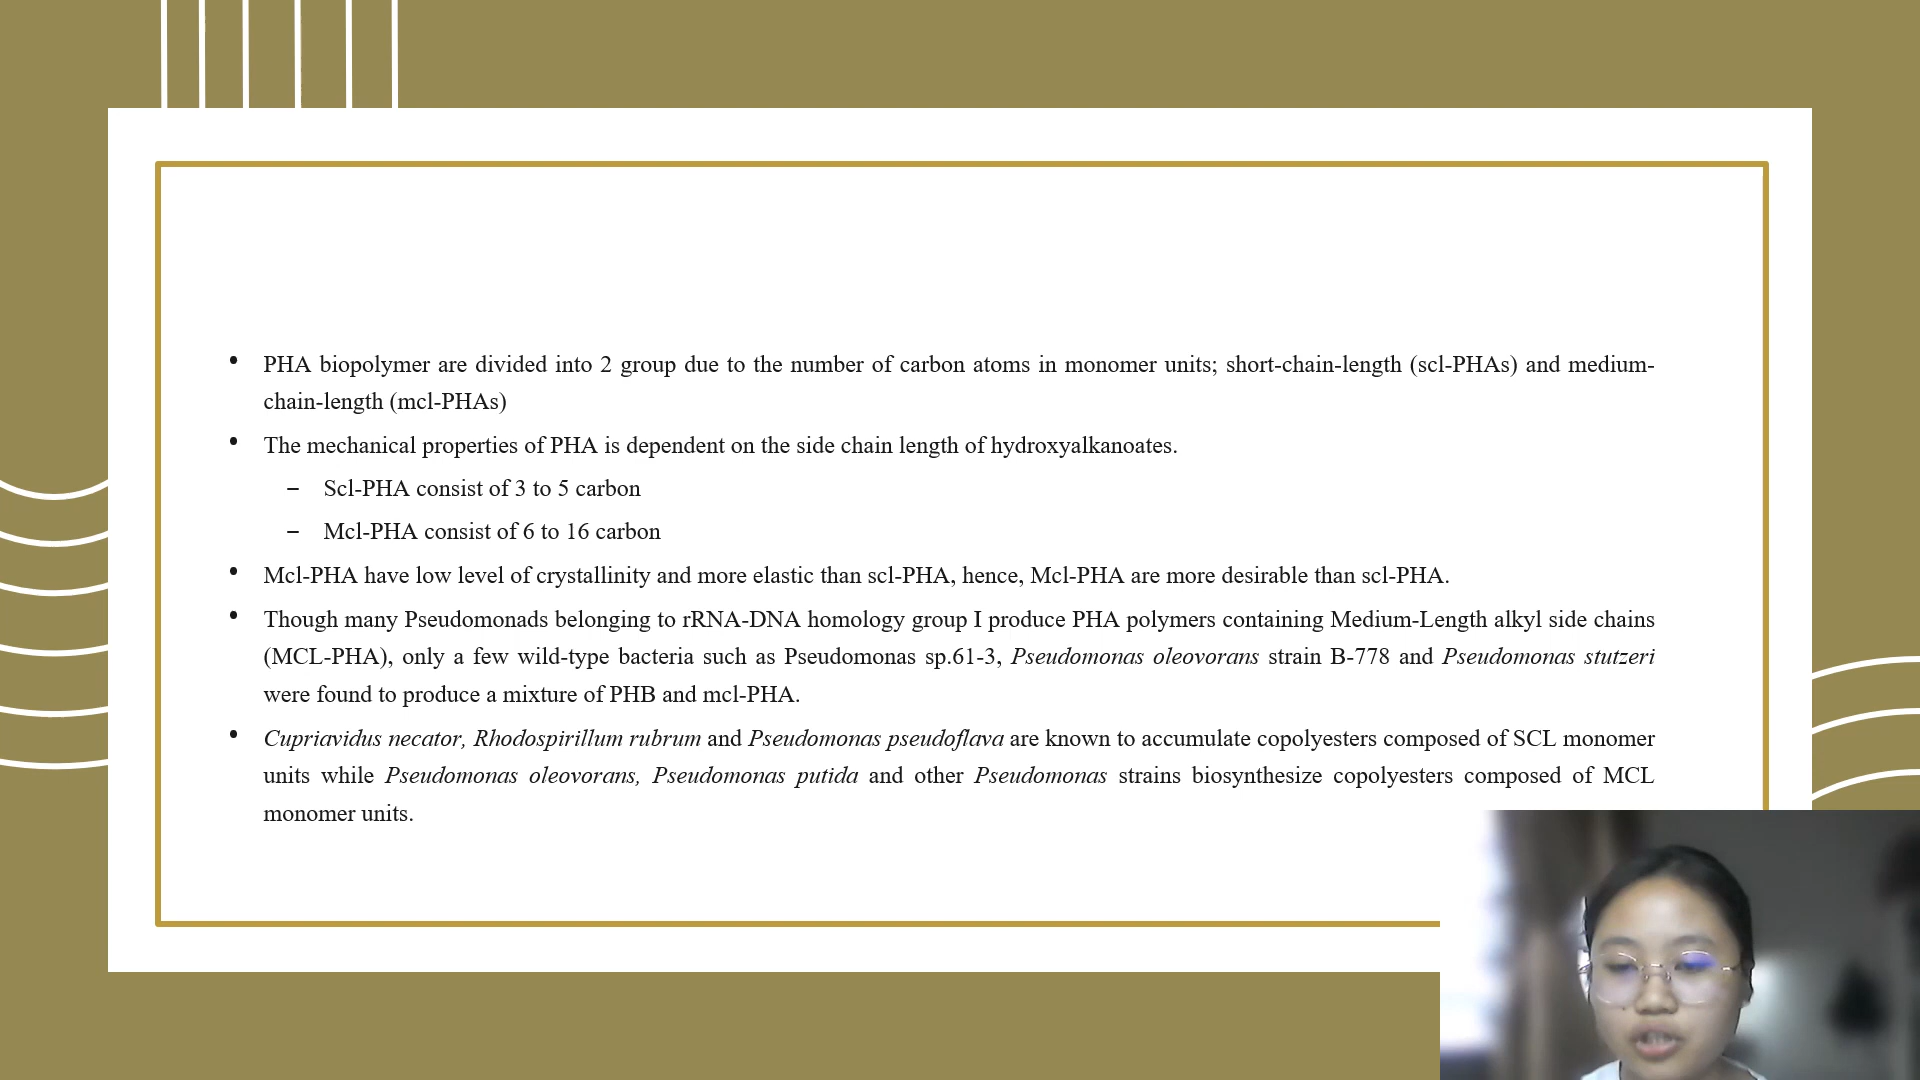 • PHA biopolymer are divided into 2 group due to the number of carbon atoms in monomer units; short-chain-length (scl-PHAs) and medium-
chain-length (mcl-PHAs)
• The mechanical properties of PHA is dependent on the side chain length of hydroxyalkanoates.
– Scl-PHA consist of 3 to 5 carbon
– Mcl-PHA consist of 6 to 16 carbon
• Mcl-PHA have low level of crystallinity and more elastic than scl-PHA, hence, Mcl-PHA are more desirable than scl-PHA.
• Though many Pseudomonads belonging to rRNA-DNA homology group I produce PHA polymers containing Medium-Length alkyl side chains
(MCL-PHA), only a few wild-type bacteria such as Pseudomonas sp.61-3, Pseudomonas oleovorans strain B-778 and Pseudomonas stutzeri
were found to produce a mixture of PHB and mcl-PHA.
• Cupriavidus necator, Rhodospirillum rubrum and Pseudomonas pseudoflava are known to accumulate copolyesters composed of SCL monomer
units while Pseudomonas oleovorans, Pseudomonas putida and other Pseudomonas strains biosynthesize copolyesters composed of MCL
monomer units.